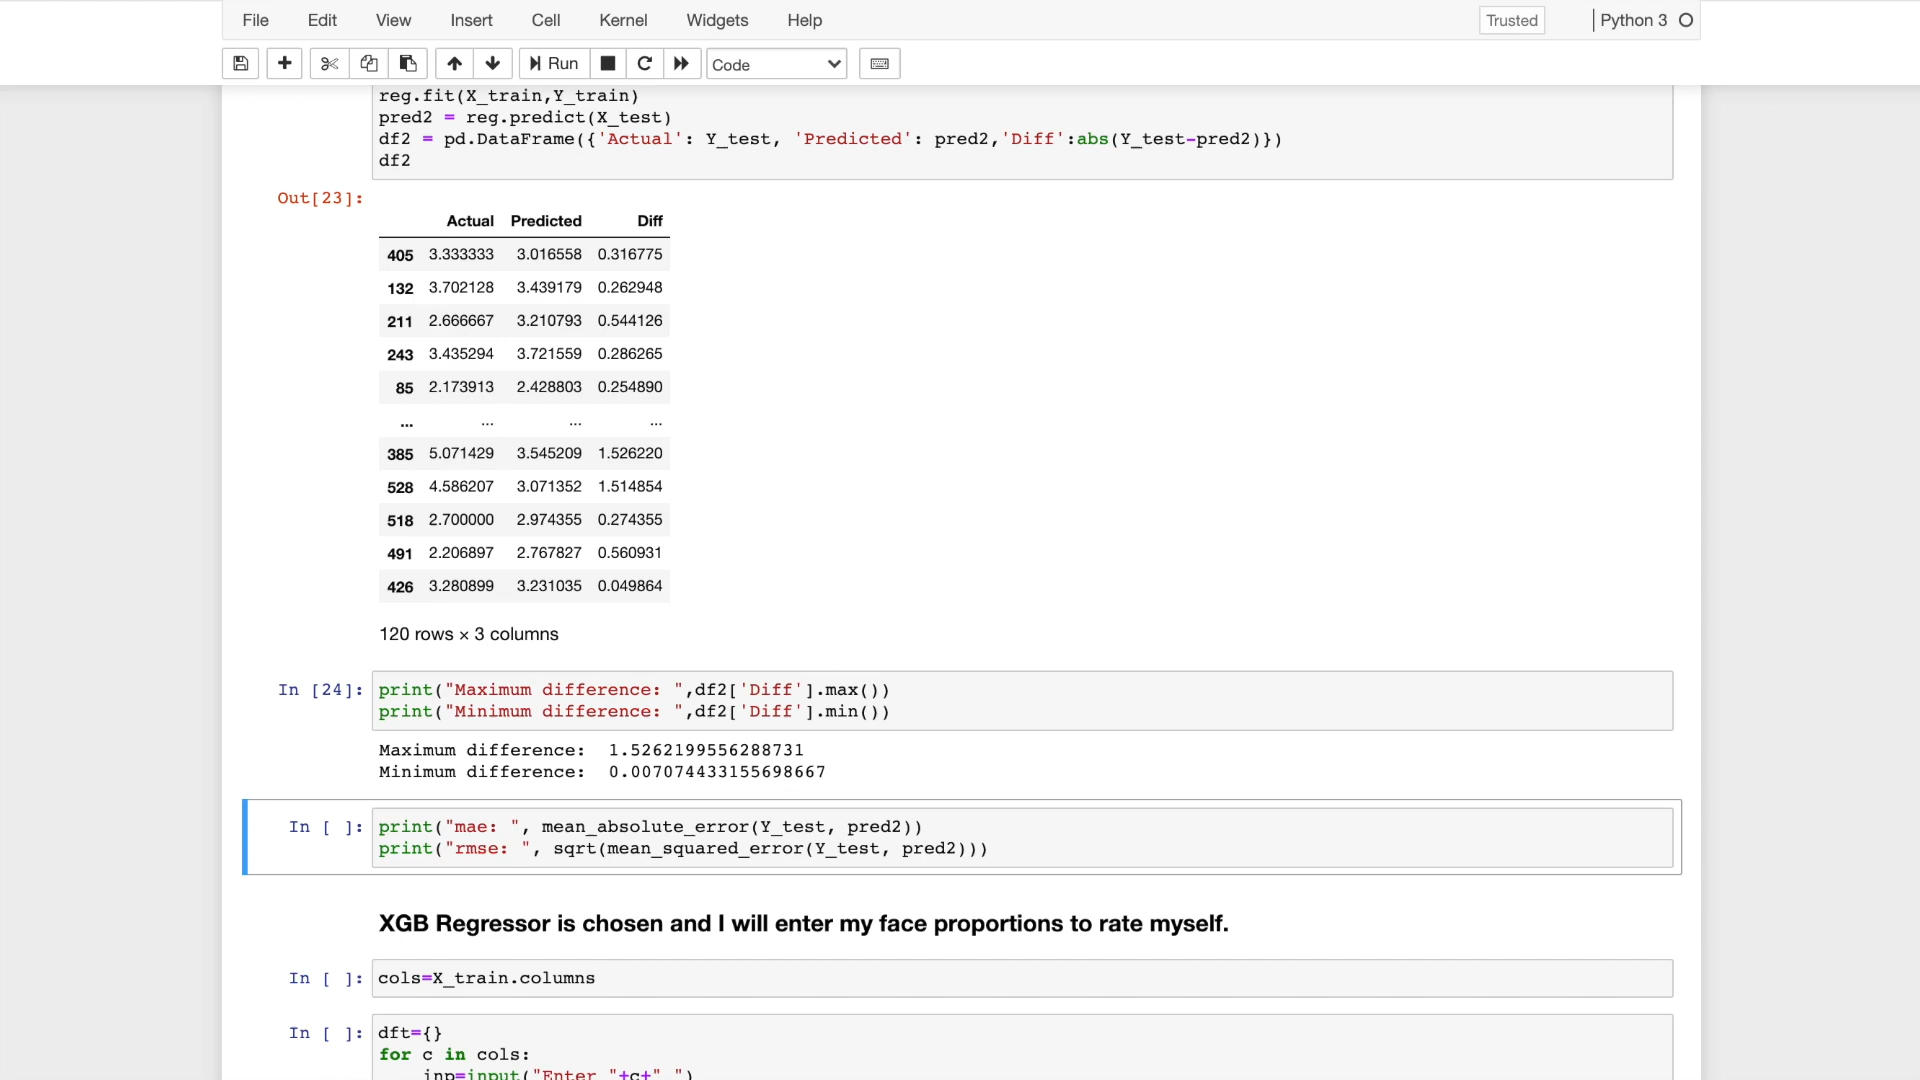 File Edit View Insert Cell Kernel Widgets Help Trusted Python 3
Run Code
reg.fit(X_train,Y_train)
pred2 = reg.predict(X_test)
df2 = pd.DataFrame({'Actual': Y_test, 'Predicted': pred2,'Diff':abs(Y_test-pred2)})
df2
Out[23]:
Actual Predicted Diff
405 3.333333 3.016558 0.316775
132 3.702128 3.439179 0.262948
211 2.666667 3.210793 0.544126
243 3.435294 3.721559 0.286265
85 2.173913 2.428803 0.254890
... ... ... ...
385 5.071429 3.545209 1.526220
528 4.586207 3.071352 1.514854
518 2.700000 2.974355 0.274355
491 2.206897 2.767827 0.560931
426 3.280899 3.231035 0.049864
120 rows × 3 columns
In [24]: print("Maximum difference: ",df2['Diff'].max())
print("Minimum difference: ",df2['Diff'].min())
Maximum difference: 1.5262199556288731
Minimum difference: 0.007074433155698667
In [ ]: print("mae: ", mean_absolute_error(Y_test, pred2))
print("rmse: ", sqrt(mean_squared_error(Y_test, pred2)))
XGB Regressor is chosen and I will enter my face proportions to rate myself.
In [ ]: cols=X_train.columns
In [ ]: dft={}
for c in cols:
inp=input("Enter "+c+" ")